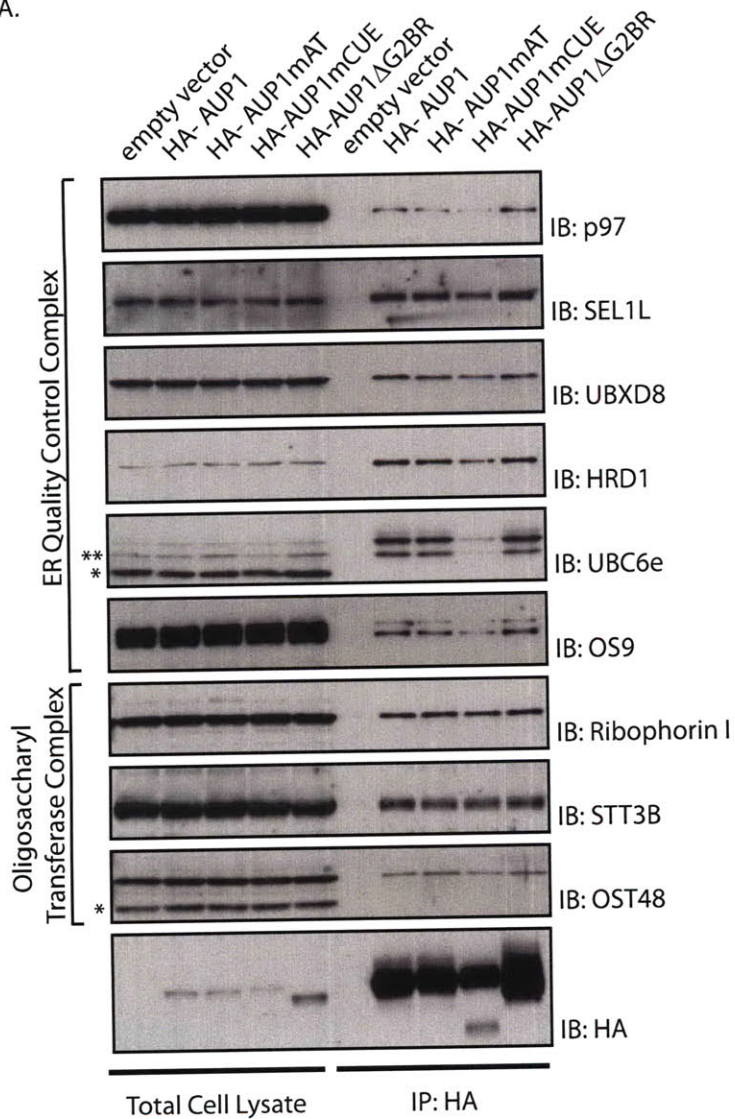 A.
empty vector
HA- AUP1
HA- AUP1mAT
HA-AUP1mCUE
HA-AUP1ΔG2BR
empty vector
HA- AUP1
HA- AUP1mAT
HA-AUP1mCUE
HA-AUP1ΔG2BR
ER Quality Control Complex
IB: p97
IB: SEL1L
IB: UBXD8
IB: HRD1
**
*
IB: UBC6e
IB: OS9
Oligosaccharyl
Transferase Complex
IB: Ribophorin I
IB: STT3B
*
IB: OST48
IB: HA
Total Cell Lysate
IP: HA